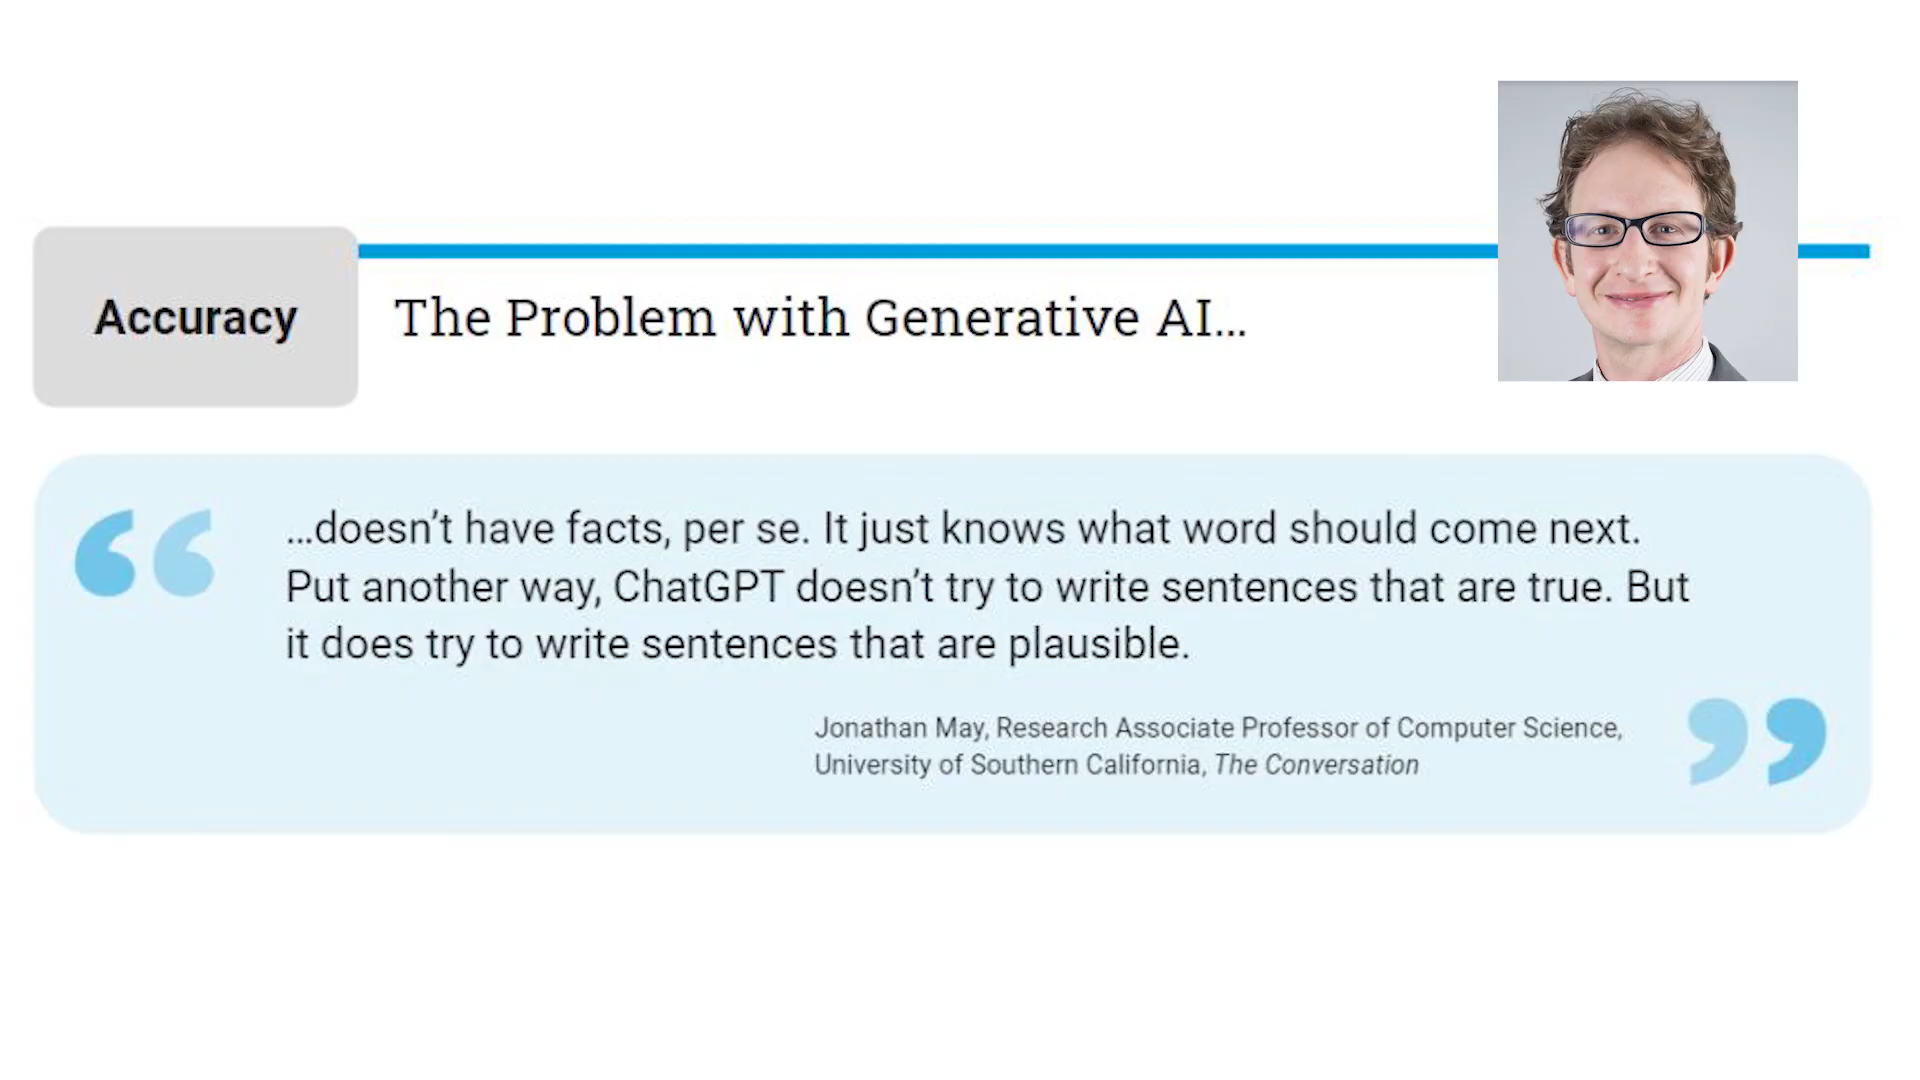 Accuracy
The Problem with Generative AI...
...doesn’t have facts, per se. It just knows what word should come next.
Put another way, ChatGPT doesn’t try to write sentences that are true. But
it does try to write sentences that are plausible.
Jonathan May, Research Associate Professor of Computer Science,
University of Southern California, The Conversation